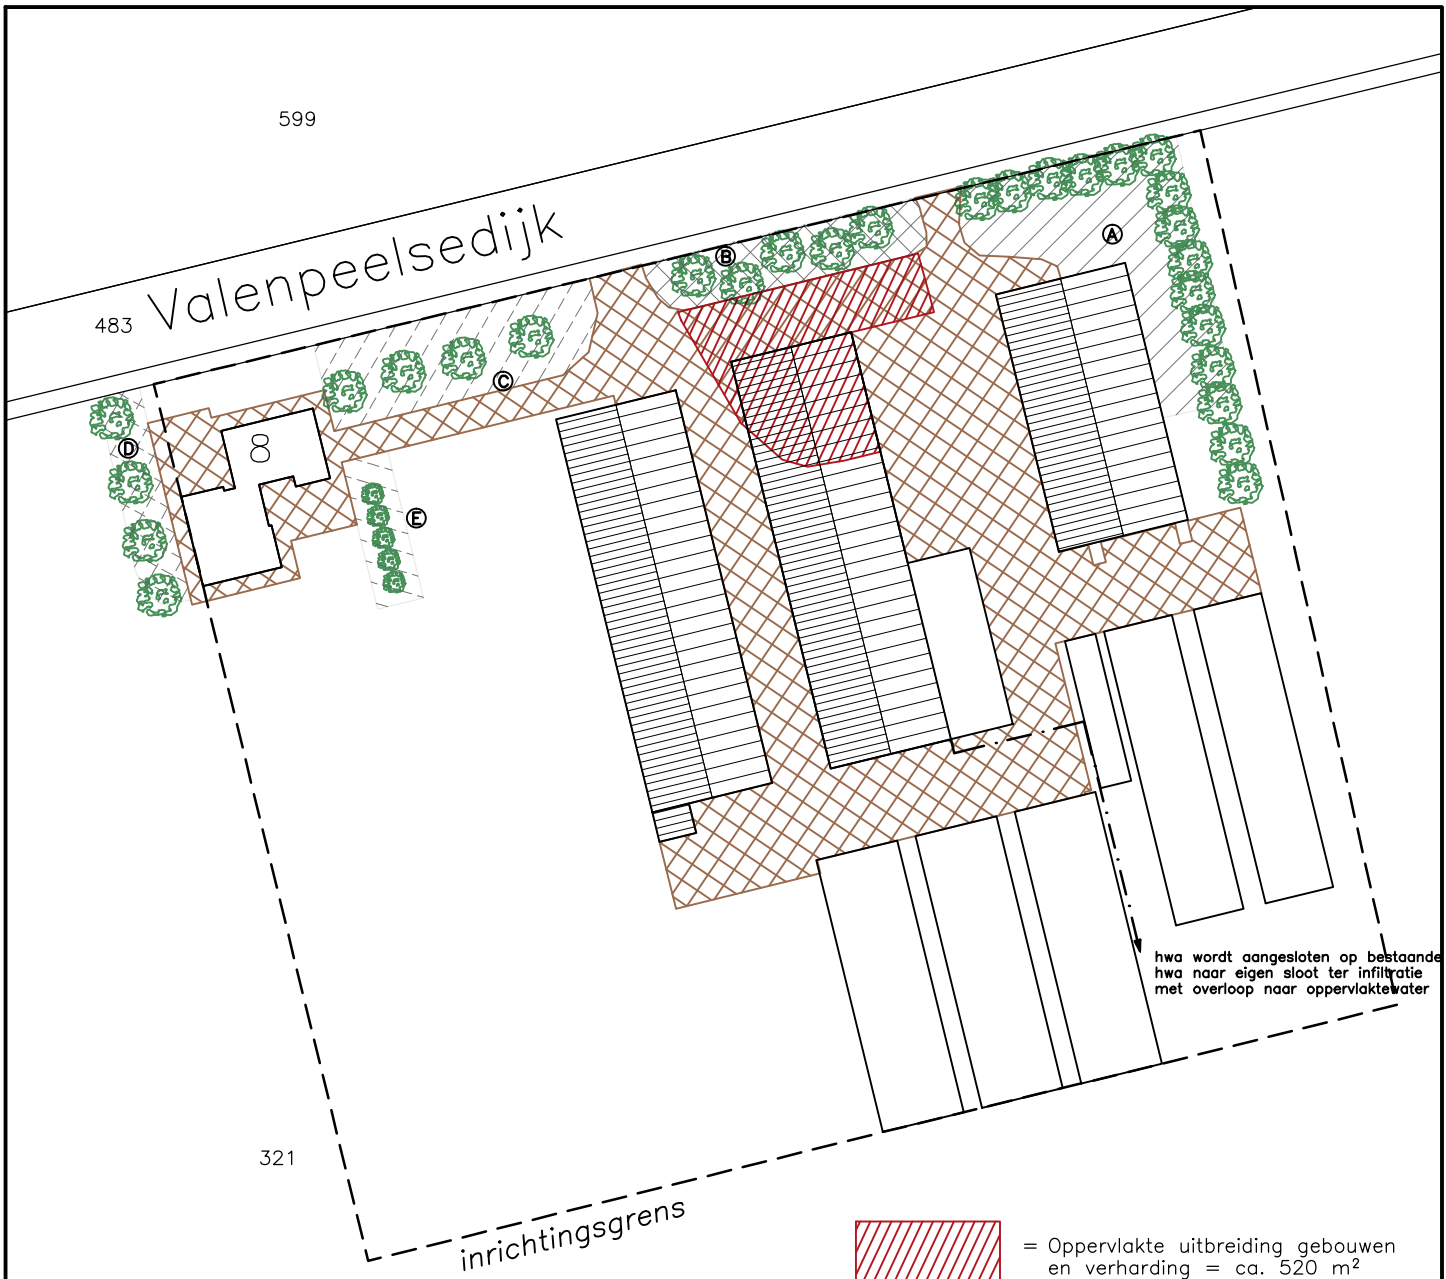 599
Valenpeelsedijk
483
A
B
C
D
8
E
hwa wordt aangesloten op bestaande
hwa naar eigen sloot ter infiltratie
met overloop naar oppervlaktewater
321
inrichtingsgrens
= Oppervlakte uitbreiding gebouwen
en verharding = ca. 520 m²